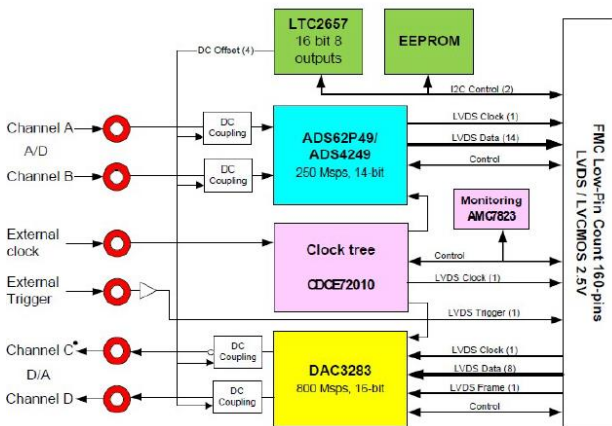 LTC2657
16 bit 8
outputs
EEPROM
DC Offset (4)
I2C Control (2)
Channel A
A/D
Channel B
DC
Coupling
DC
Coupling
ADS62P49/
ADS4249
250 Msps, 14-bit
LVDS Clock (1)
LVDS Data (14)
Control
Monitoring
AMC7823
External
clock
External
Trigger
Clock tree
CDCE72010
Control
LVDS Clock (1)
LVDS Trigger (1)
Channel C*
D/A
Channel D
DC
Coupling
DC
Coupling
DAC3283
800 Msps, 16-bit
LVDS Clock (1)
LVDS Data (8)
LVDS Frame (1)
Control
FMC Low-Pin Count 160-pins
LVDS / LVCMOS 2.5V